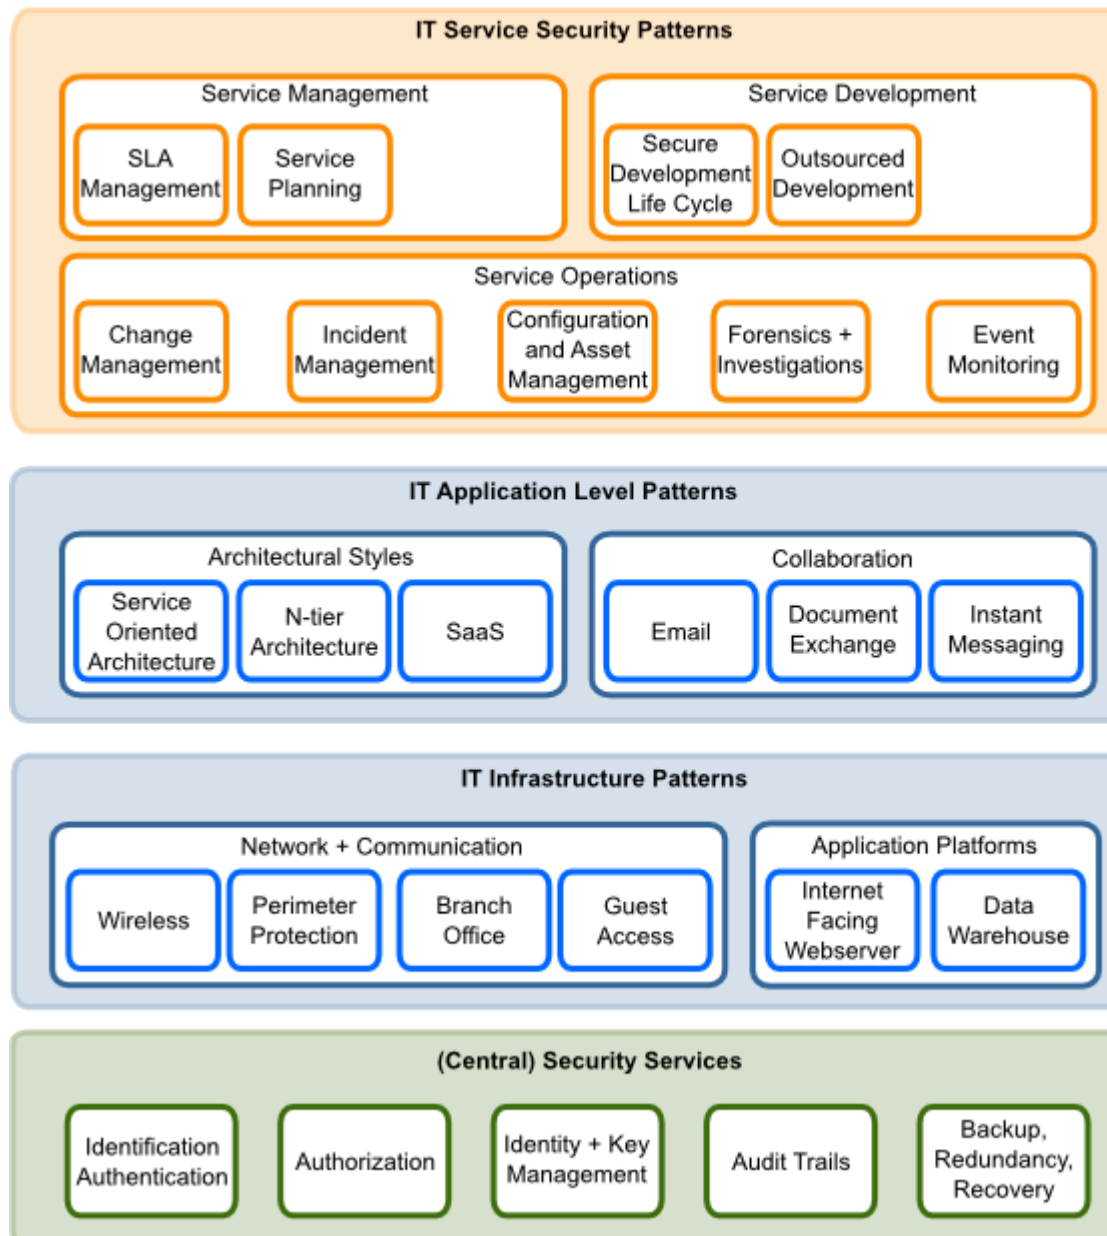 IT Service Security Patterns
Service Management
SLA
Management
Service
Planning
Service Development
Secure
Development
Life Cycle
Outsourced
Development
Service Operations
Change
Management
Incident
Management
Configuration
and Asset
Management
Forensics +
Investigations
Event
Monitoring
IT Application Level Patterns
Architectural Styles
Service
Oriented
Architecture
N-tier
Architecture
SaaS
Collaboration
Email
Document
Exchange
Instant
Messaging
IT Infrastructure Patterns
Network + Communication
Wireless
Perimeter
Protection
Branch
Office
Guest
Access
Application Platforms
Internet
Facing
Webserver
Data
Warehouse
(Central) Security Services
Identification
Authentication
Authorization
Identity + Key
Management
Audit Trails
Backup,
Redundancy,
Recovery